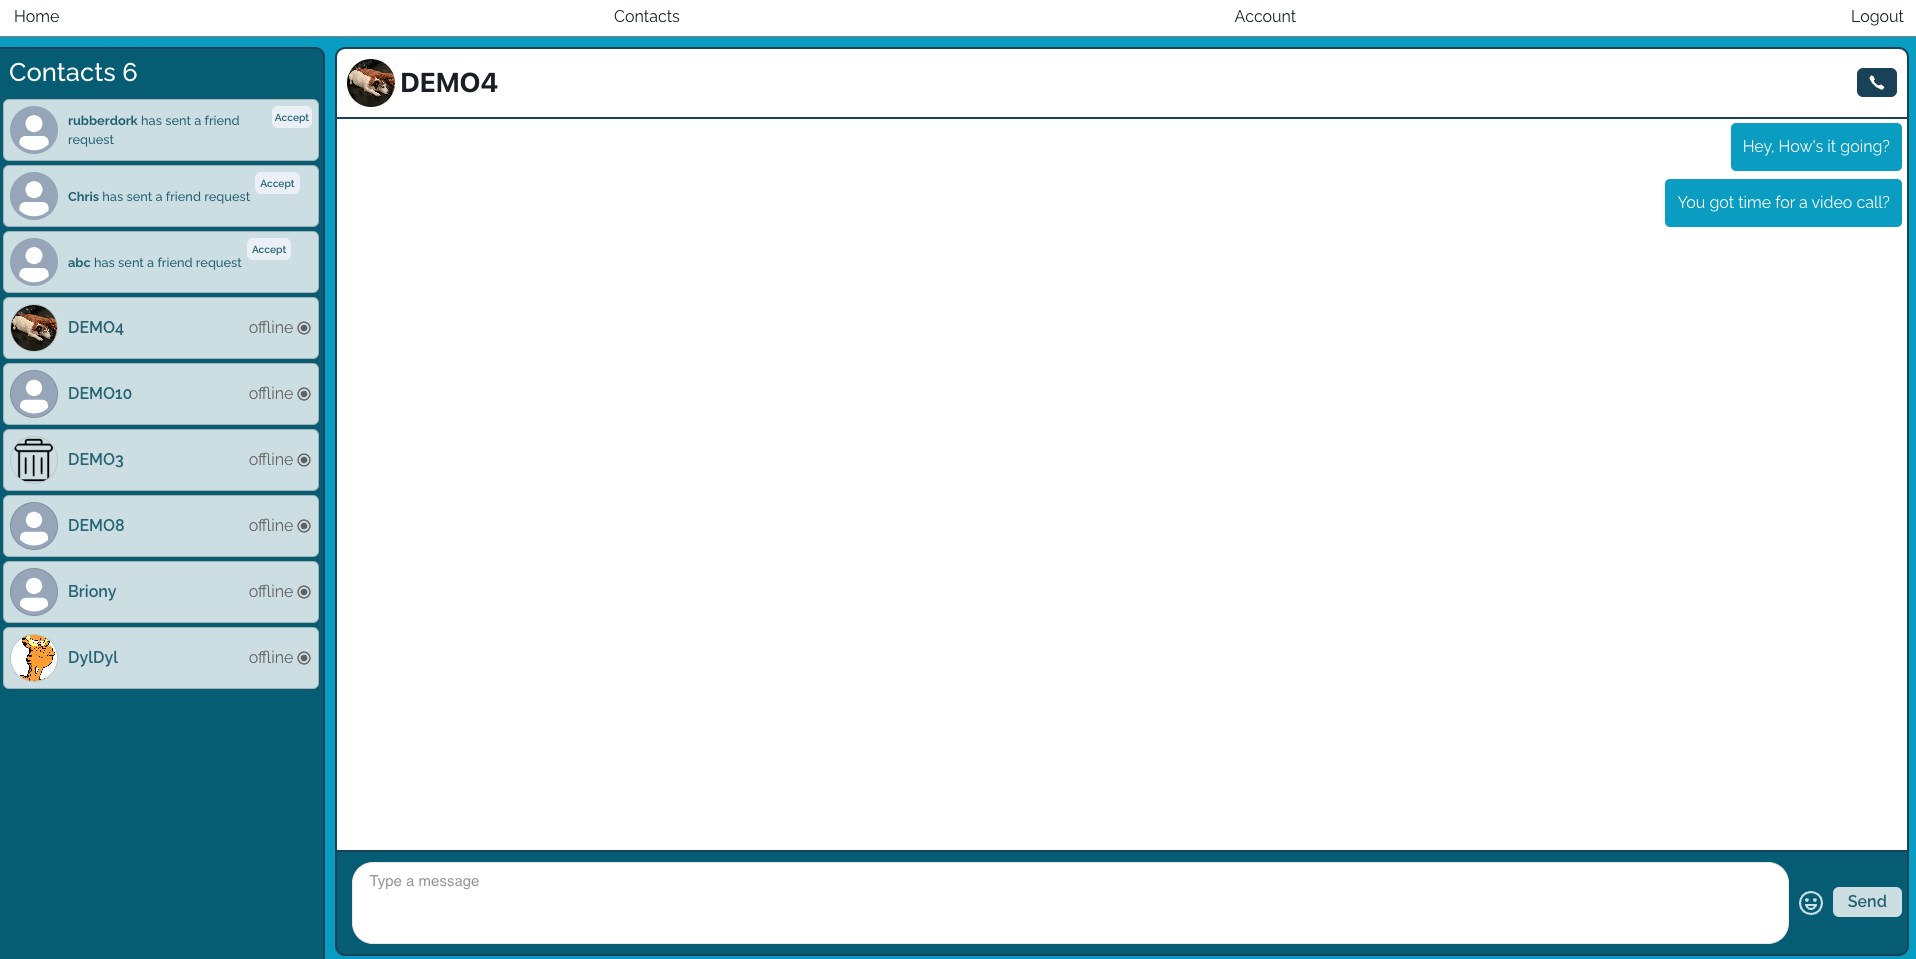 Home Contacts Account Logout
Contacts 6
rubberdork has sent a friend
request
Accept
Chris has sent a friend request
Accept
abc has sent a friend request
Accept
DEMO4 offline
DEMO10 offline
DEMO3 offline
DEMO8 offline
Briony offline
DylDyl offline
DEMO4
Hey, How's it going?
You got time for a video call?
Type a message
Send